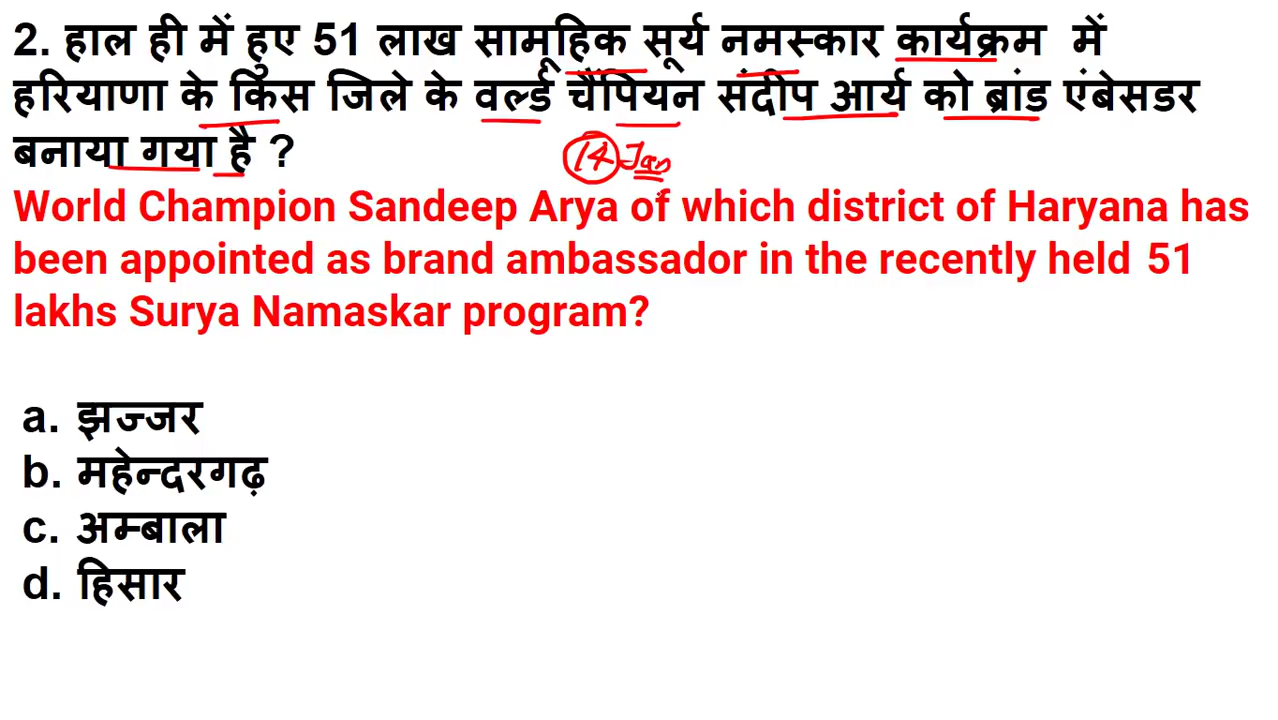 2. हाल ही में हुए 51 लाख सामूहिक सूर्य नमस्कार कार्यक्रम में
हरियाणा के किस जिले के वर्ल्ड चैंपियन संदीप आर्य को ब्रांड एंबेसडर
बनाया गया है ?
14 Jan
World Champion Sandeep Arya of which district of Haryana has
been appointed as brand ambassador in the recently held 51
lakhs Surya Namaskar program?
a. झज्जर
b. महेन्दरगढ़
c. अम्बाला
d. हिसार